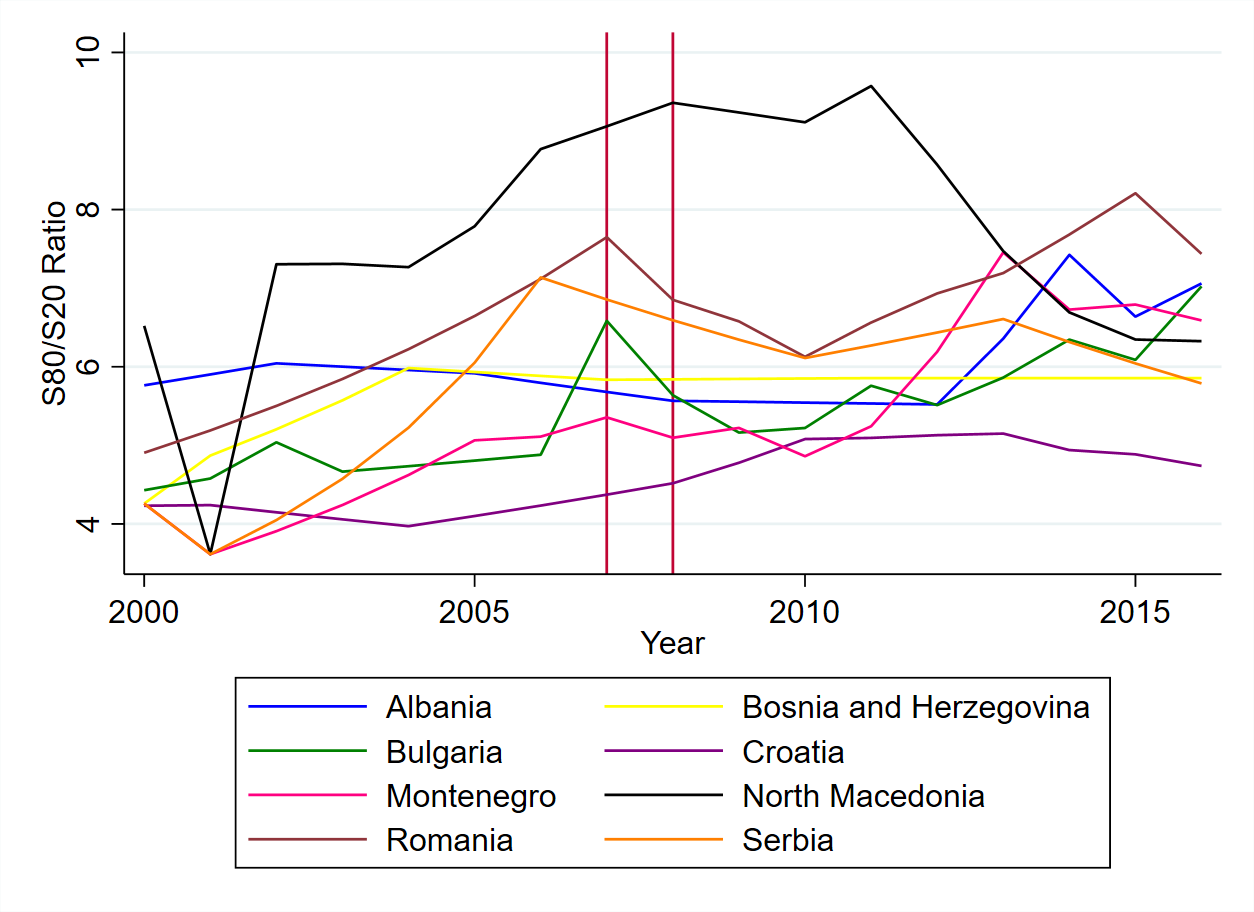 10
8
6
4
S80/S20 Ratio
2000 2005 2010 2015
Year
Albania Bosnia and Herzegovina
Bulgaria Croatia
Montenegro North Macedonia
Romania Serbia